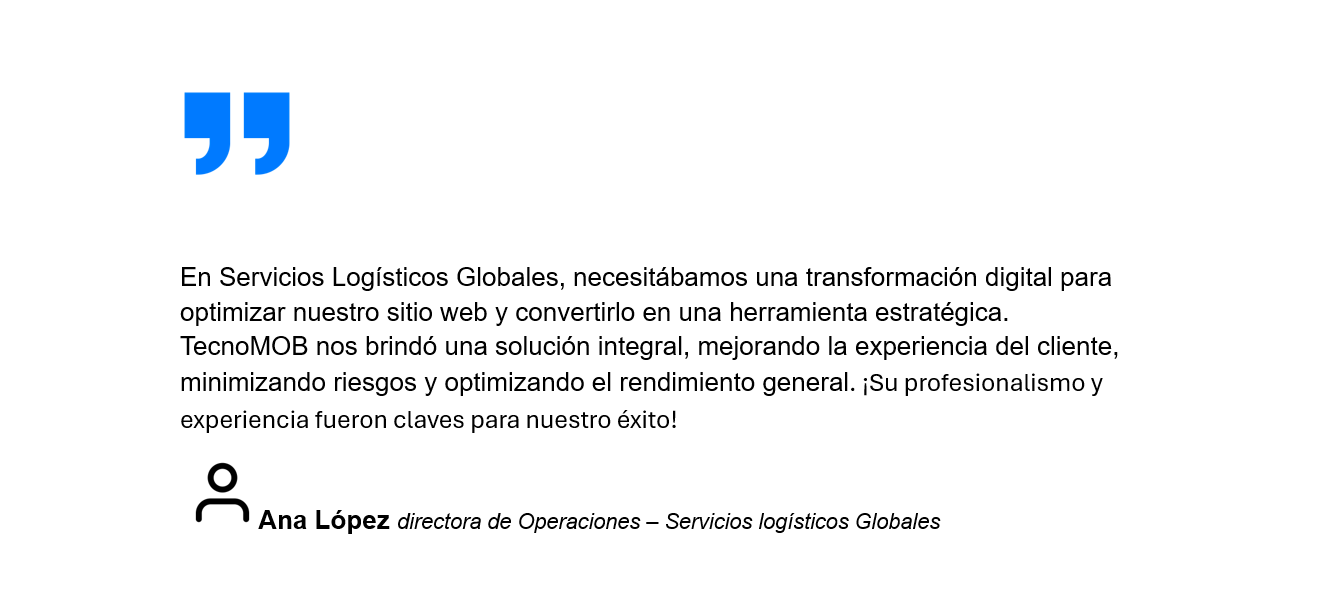 En Servicios Logísticos Globales, necesitábamos una transformación digital para
optimizar nuestro sitio web y convertirlo en una herramienta estratégica.
TecnoMOB nos brindó una solución integral, mejorando la experiencia del cliente,
minimizando riesgos y optimizando el rendimiento general. ¡Su profesionalismo y
experiencia fueron claves para nuestro éxito!
Ana López directora de Operaciones – Servicios logísticos Globales